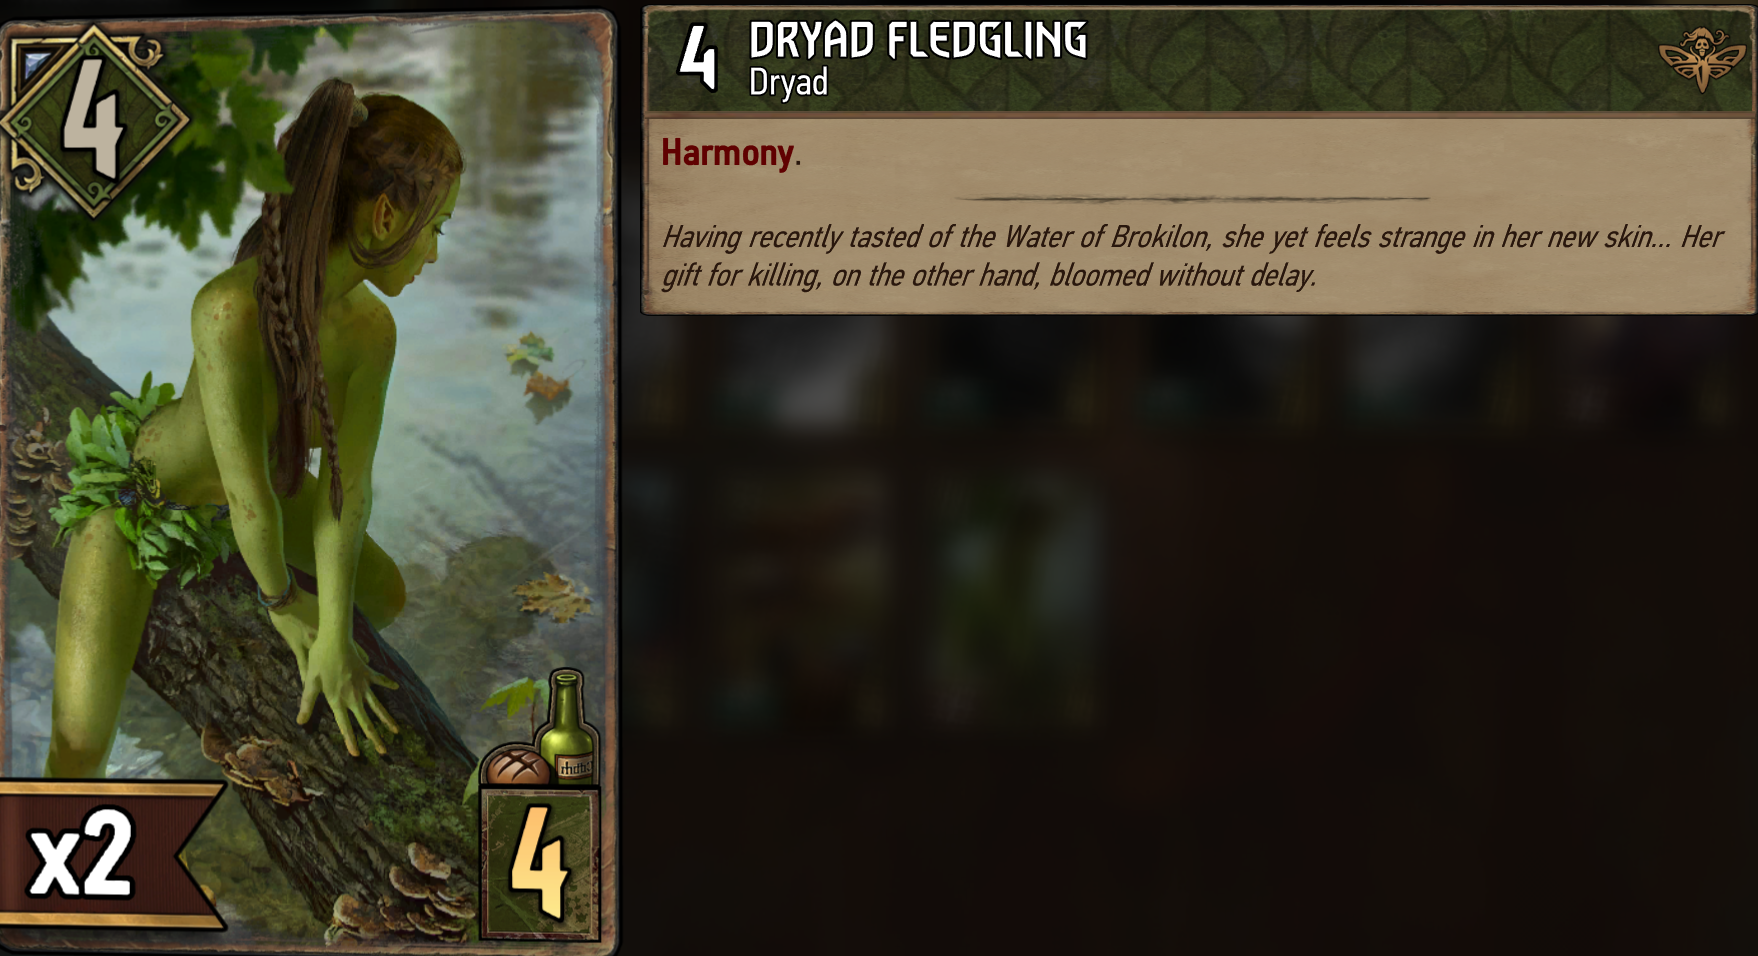 4
4 DRYAD FLEDGLING
Dryad
Harmony.
Having recently tasted of the Water of Brokilon, she yet feels strange in her new skin... Her
gift for killing, on the other hand, bloomed without delay.
x2
4